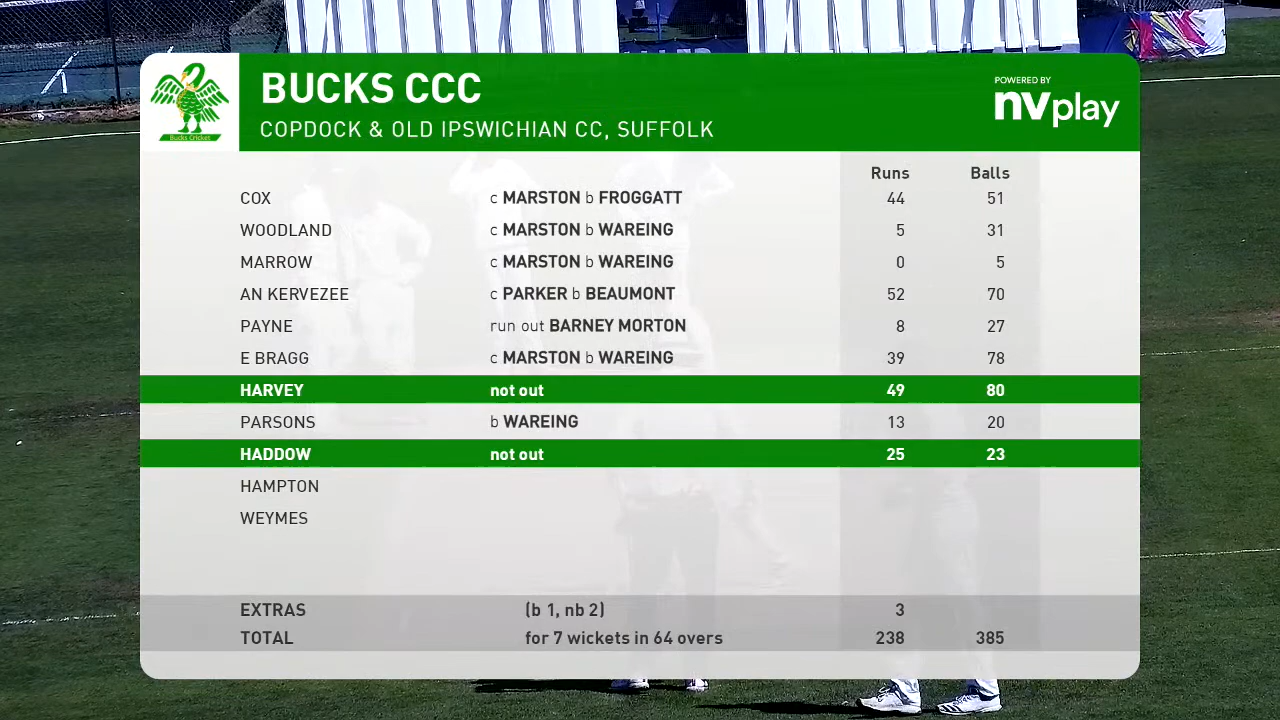 BUCKS CCC
COPDOCK & OLD IPSWICHIAN CC, SUFFOLK
POWERED BY
nvplay
Bucks Cricket
Runs Balls
COX c MARSTON b FROGGATT 44 51
WOODLAND c MARSTON b WAREING 5 31
MARROW c MARSTON b WAREING 0 5
AN KERVEZEE c PARKER b BEAUMONT 52 70
PAYNE run out BARNEY MORTON 8 27
E BRAGG c MARSTON b WAREING 39 78
HARVEY not out 49 80
PARSONS b WAREING 13 20
HADDOW not out 25 23
HAMPTON
WEYMES
EXTRAS (b 1, nb 2) 3
TOTAL for 7 wickets in 64 overs 238 385